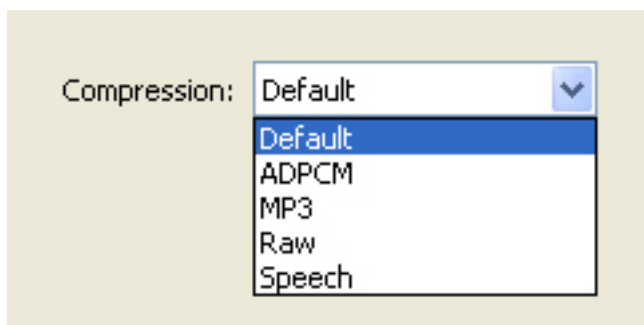 Compression: Default
Default
ADPCM
MP3
Raw
Speech